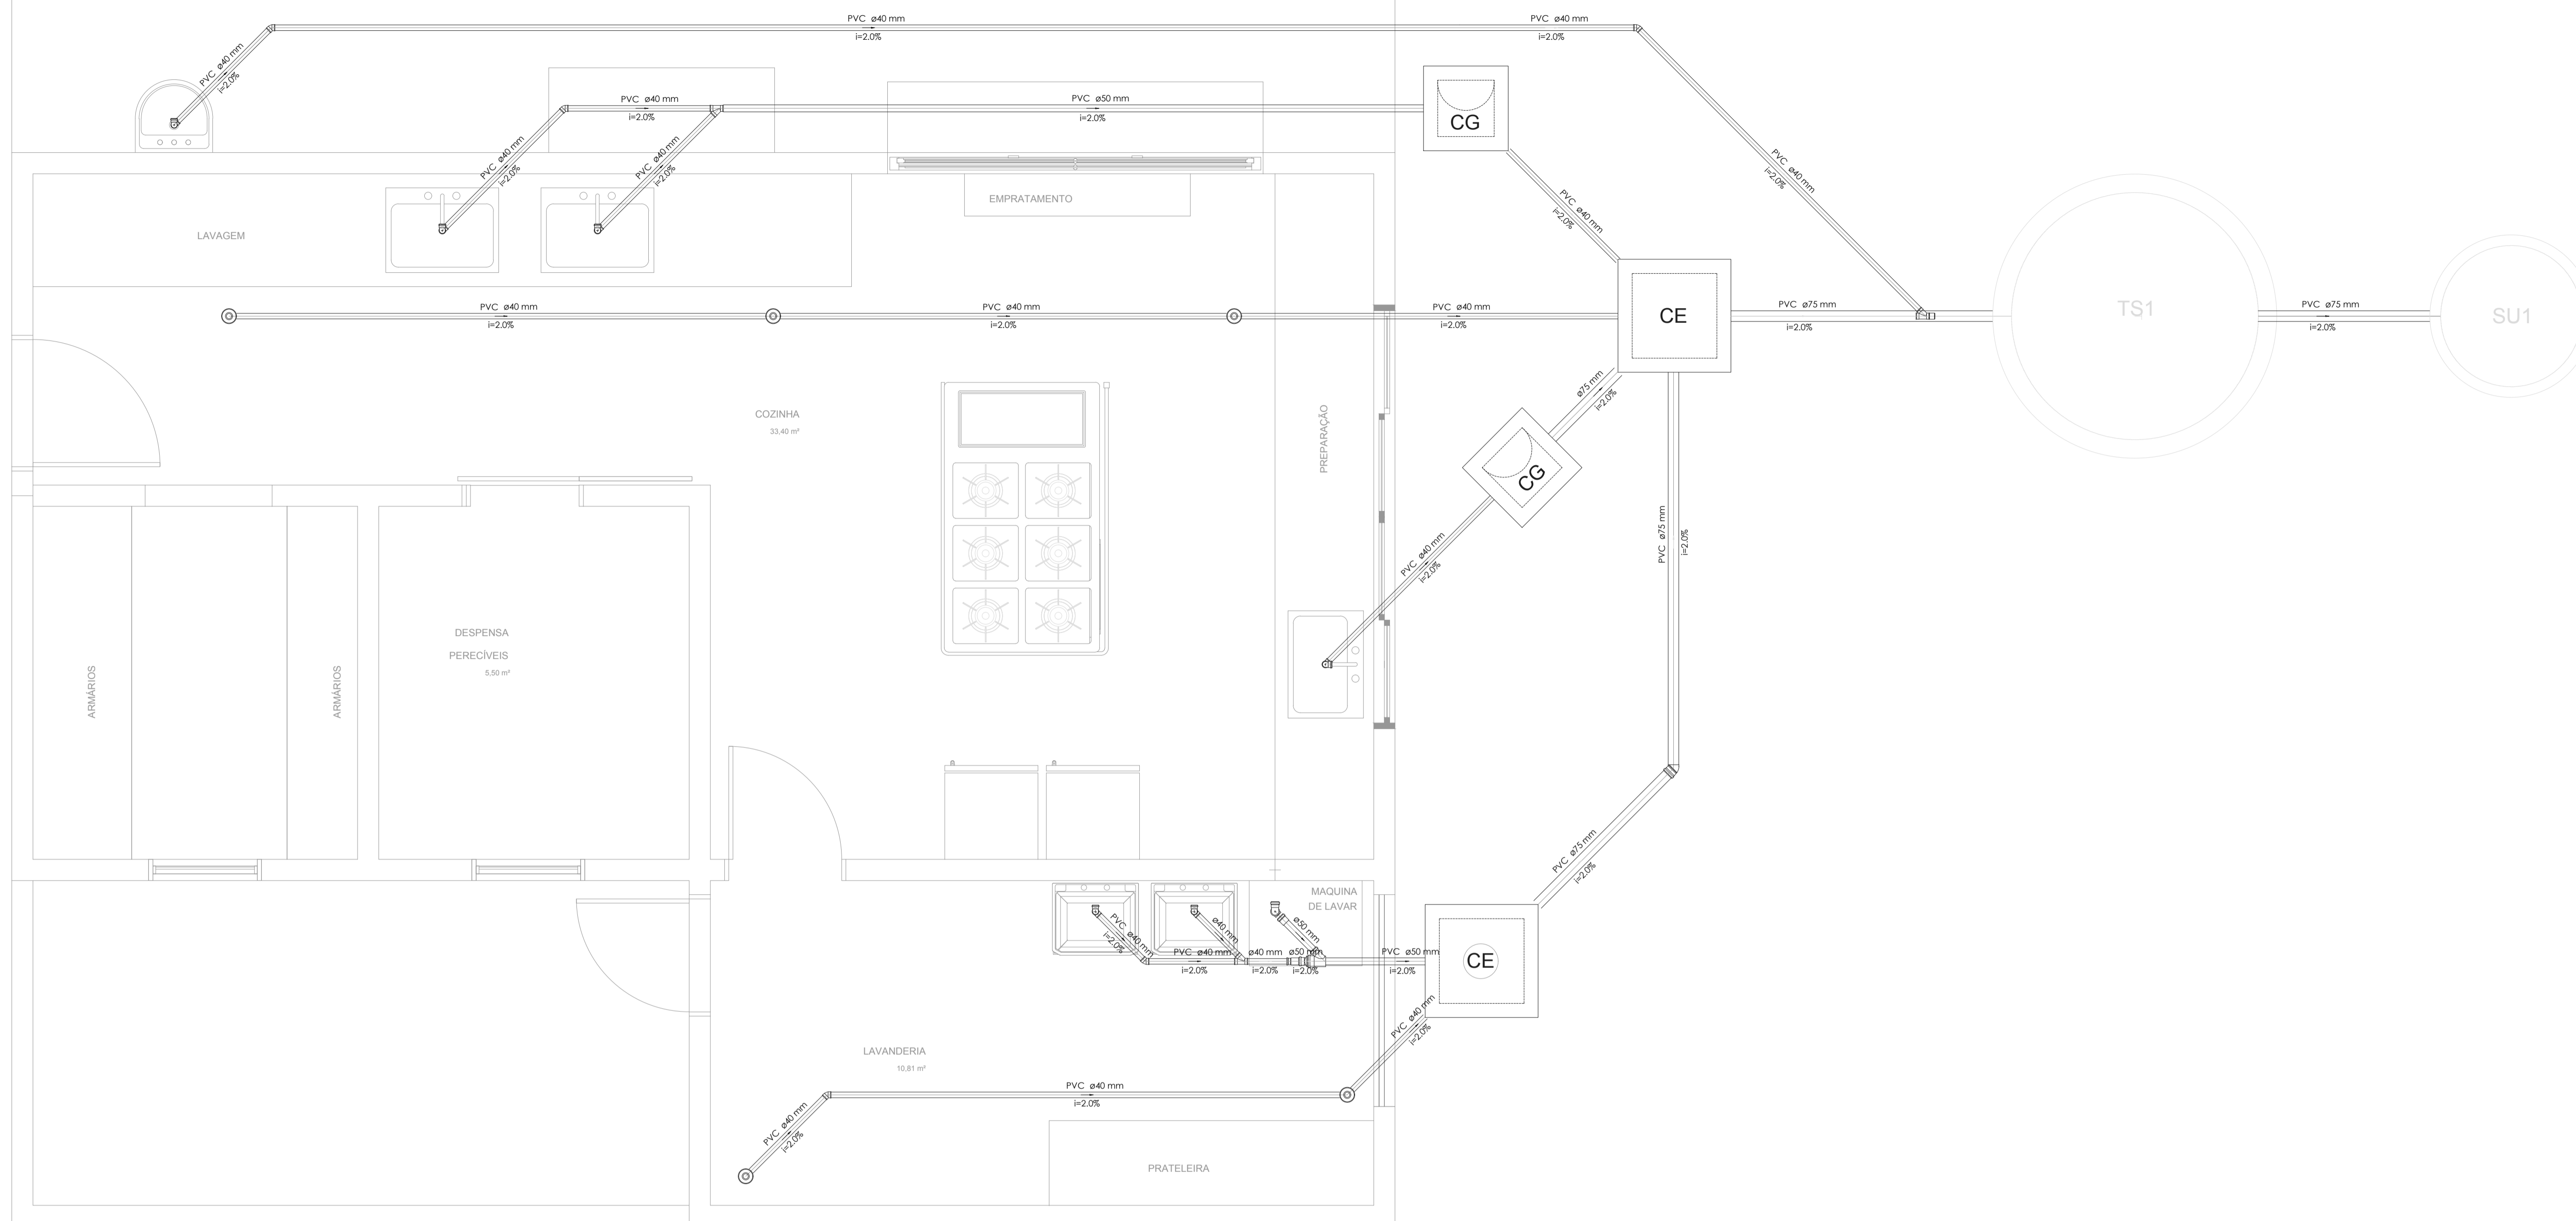 PVC ø40 mm
i=2.0%
PVC ø40 mm
i=2.0%
PVC ø40 mm
i=2.0%
PVC ø40 mm
i=2.0%
PVC ø50 mm
i=2.0%
CG
PVC ø40 mm
i=2.0%
PVC ø40 mm
i=2.0%
PVC ø40 mm
i=2.0%
PVC ø40 mm
i=2.0%
EMPRATAMENTO
LAVAGEM
PVC ø40 mm
i=2.0%
PVC ø40 mm
i=2.0%
PVC ø40 mm
i=2.0%
CE
PVC ø75 mm
i=2.0%
TS1
PVC ø75 mm
i=2.0%
SU1
ø75 mm
i=2.0%
COZINHA
33,40 m²
PREPARAÇÃO
CG
PVC ø40 mm
i=2.0%
PVC ø75 mm
i=2.0%
DESPENSA
PERECÍVEIS
5,50 m²
ARMÁRIOS
ARMÁRIOS
PVC ø75 mm
i=2.0%
MAQUINA
DE LAVAR
PVC ø40 mm
i=2.0%
ø40 mm
ø50 mm
PVC ø40 mm
i=2.0%
ø40 mm
i=2.0%
ø50 mm
i=2.0%
PVC ø50 mm
i=2.0%
CE
PVC ø40 mm
i=2.0%
LAVANDERIA
10,81 m²
PVC ø40 mm
i=2.0%
PVC ø40 mm
i=2.0%
PRATELEIRA